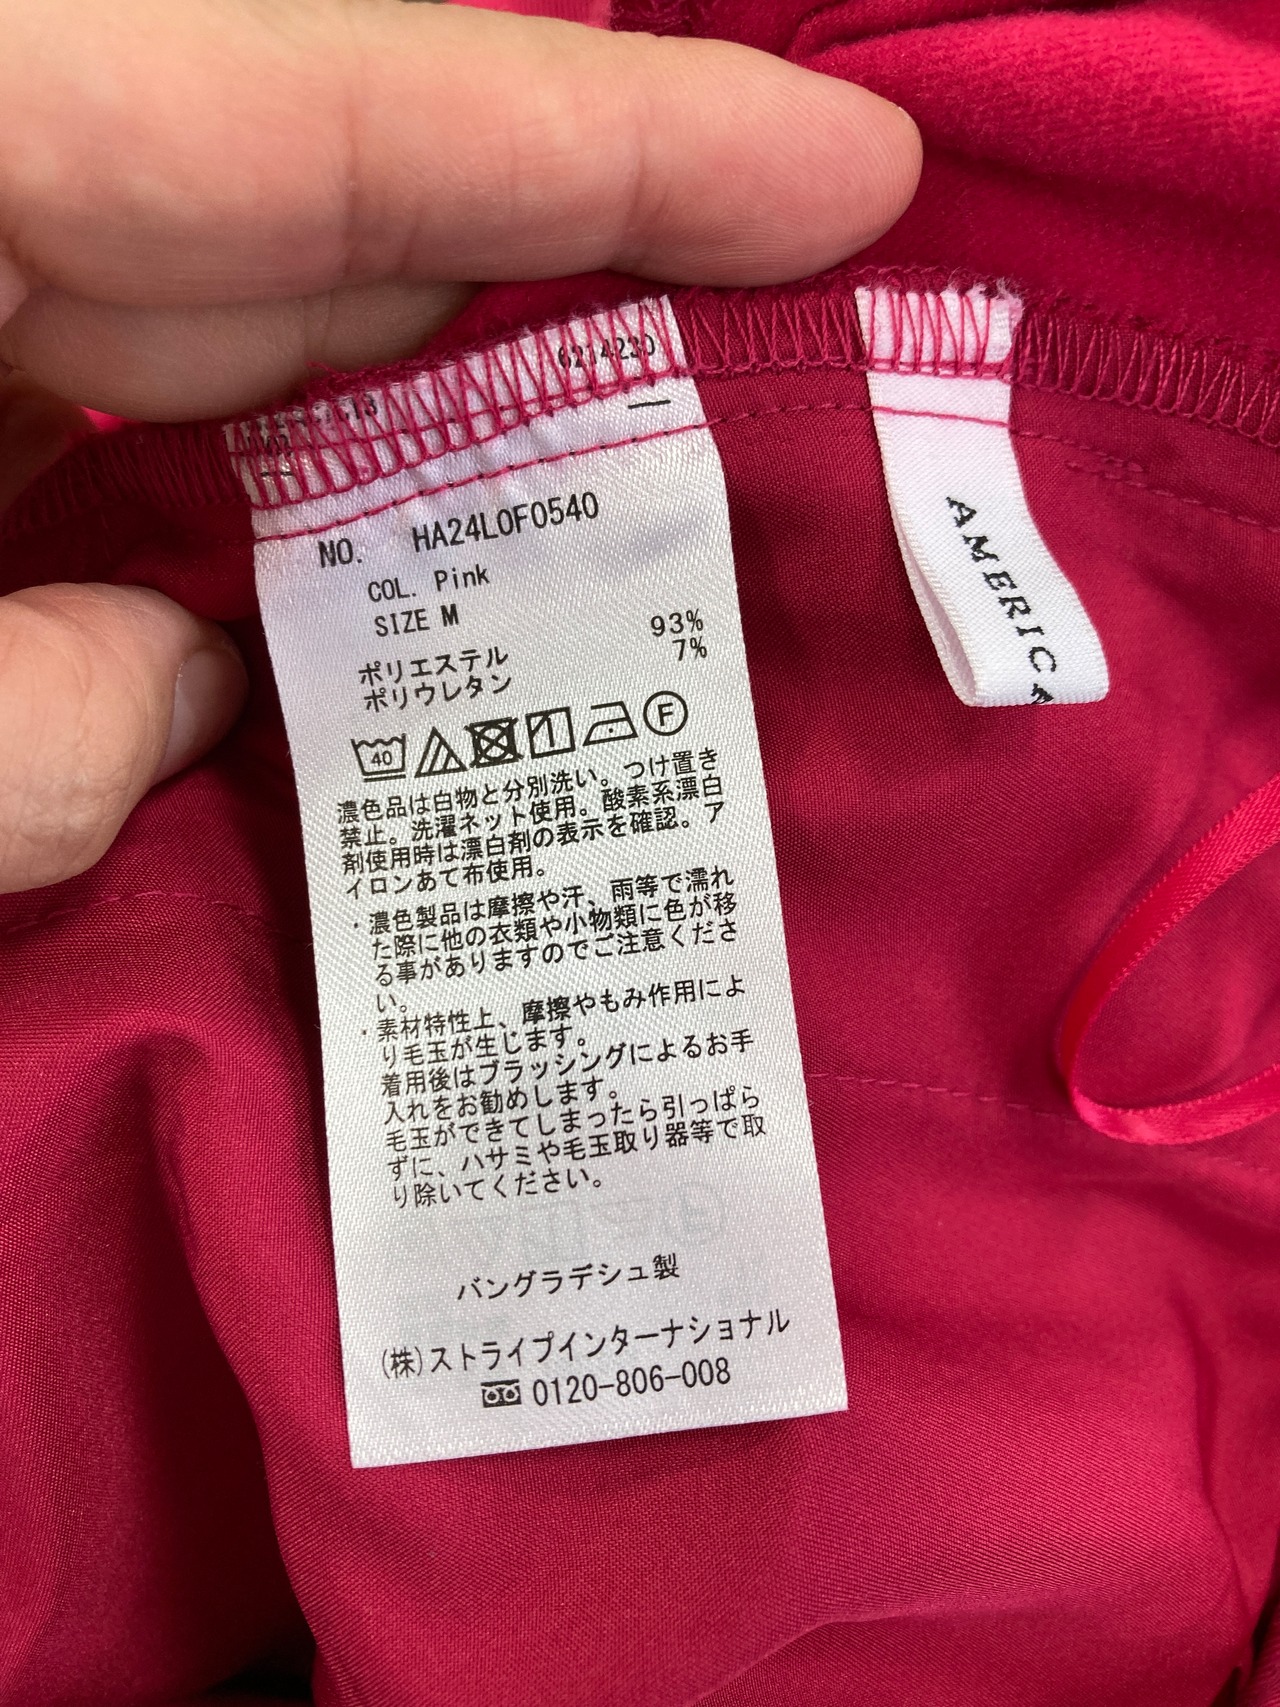 6214220
NO. HA24L0F0540
COL. Pink
SIZE M
ポリエステル 93%
ポリウレタン 7%
40 F
濃色品は白物と分別洗い。つけ置き
禁止。洗濯ネット使用。酸素系漂白
剤使用時は漂白剤の表示を確認。ア
イロンあて布使用。
・濃色製品は摩擦や汗、雨等で濡れ
た際に他の衣類や小物類に色が移
る事がありますのでご注意くださ
い。
・素材特性上、摩擦やもみ作用によ
り毛玉が生じます。
着用後はブラッシングによるお手
入れをお勧めします。
毛玉ができてしまったら引っぱら
ずに、ハサミや毛玉取り器等で取
り除いてください。
バングラデシュ製
(株)ストライプインターナショナル
0120-806-008
AMERICA